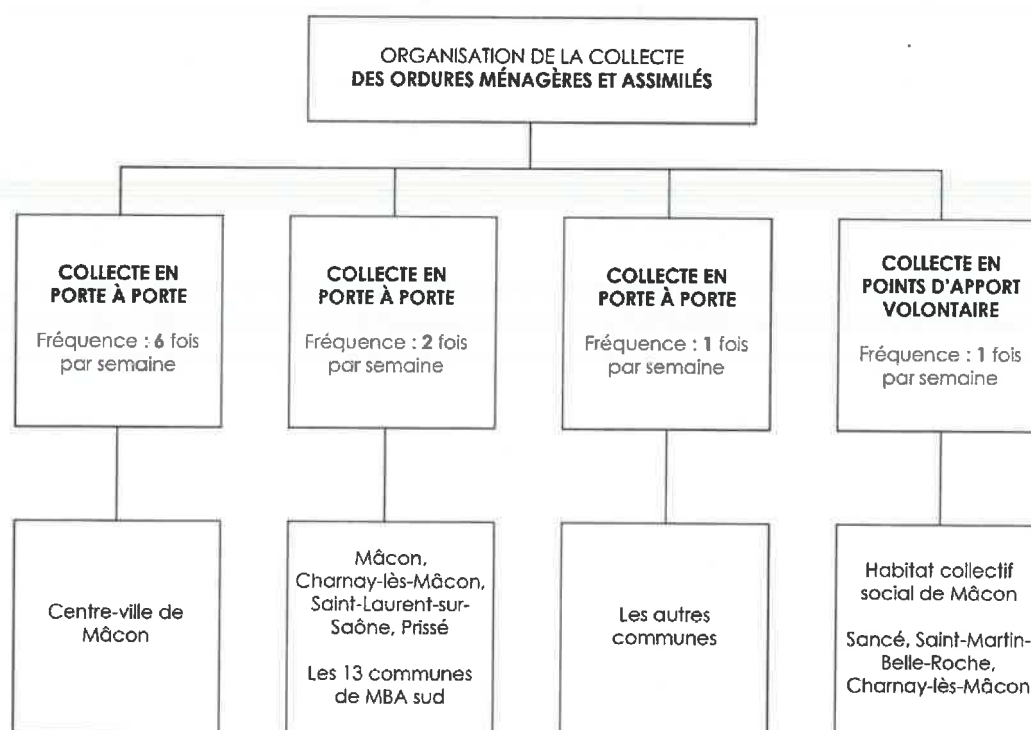 ORGANISATION DE LA COLLECTE
DES ORDURES MÉNAGÈRES ET ASSIMILÉS
COLLECTE EN
PORTE À PORTE
Fréquence : 6 fois
par semaine
COLLECTE EN
PORTE À PORTE
Fréquence : 2 fois
par semaine
COLLECTE EN
PORTE À PORTE
Fréquence : 1 fois
par semaine
COLLECTE EN
POINTS D'APPORT
VOLONTAIRE
Fréquence : 1 fois
par semaine
Centre-ville de
Mâcon
Mâcon,
Charnay-lès-Mâcon,
Saint-Laurent-sur-
Saône, Prissé
Les 13 communes
de MBA sud
Les autres
communes
Habitat collectif
social de Mâcon
Sancé, Saint-Martin-
Belle-Roche,
Charnay-lès-Mâcon